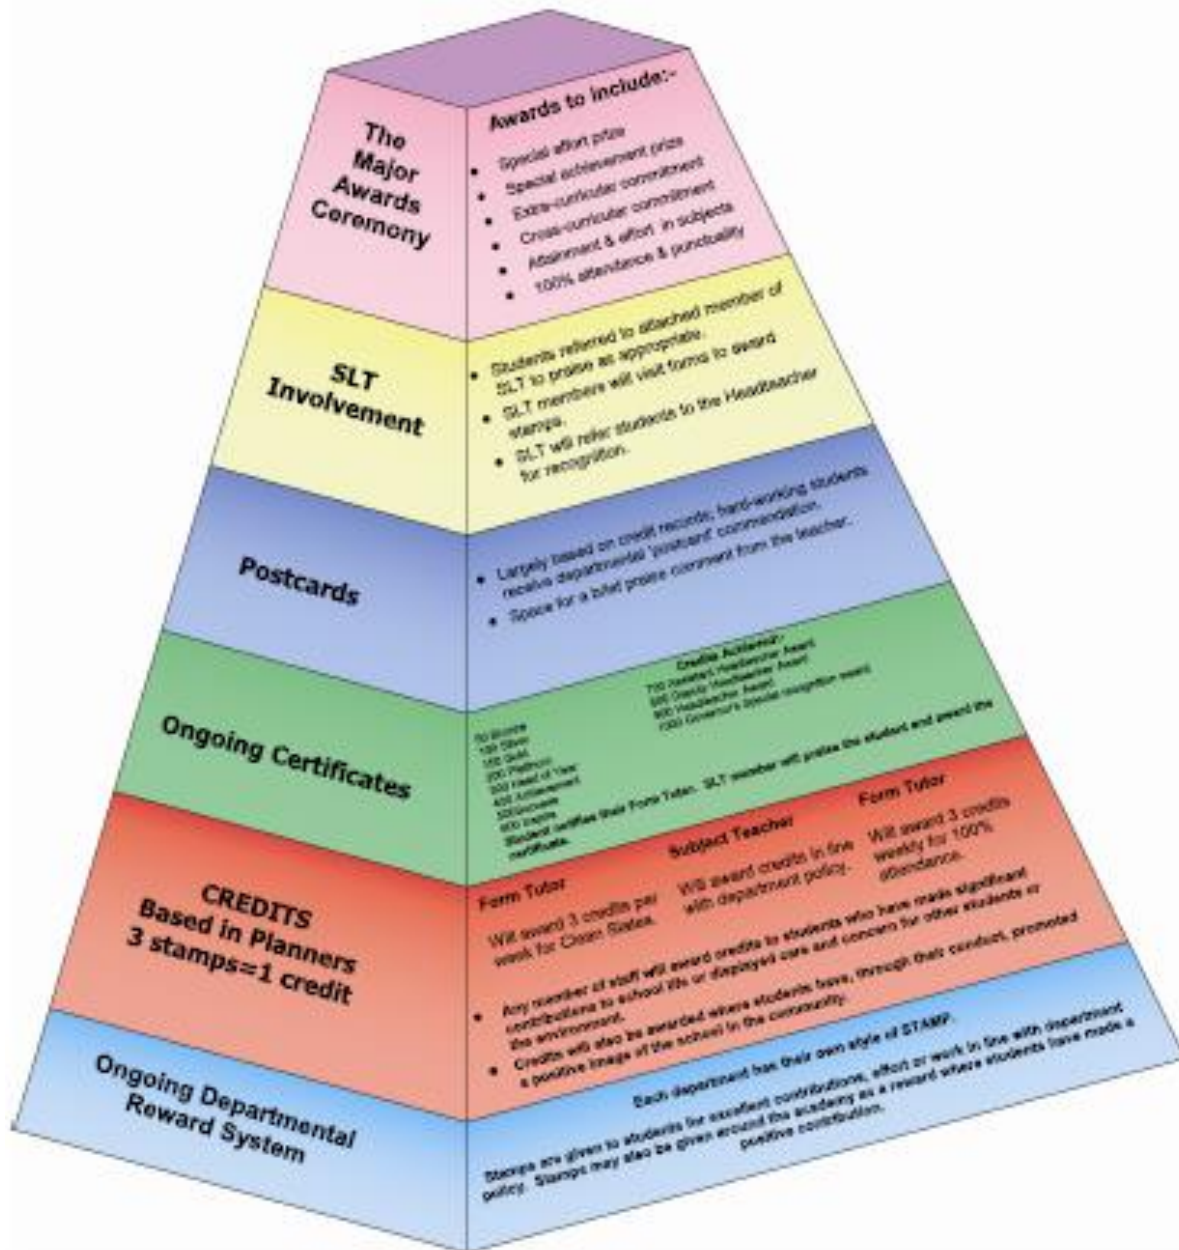 The
Major
Awards
Ceremony
Awards to include:-
• Special effort prize
• Special achievement prize
• Extra-curricular commitment
• Cross-curricular commitment
• Attainment & effort in subjects
• 100% attendance & punctuality
SLT
Involvement
• Students referred to attached member of
SLT to praise as appropriate.
• SLT members will visit forms to award
stamps.
• SLT will refer students to the Headteacher
for recognition.
Postcards
• Largely based on credit records, hard-working students
receive departmental 'postcard' commendation.
• Space for a brief praise comment from the teacher.
Ongoing Certificates
Credits Achieved:-
Bronze
Silver
Gold
200 Platinum
300 Head of Year
400 Achievement
600
700 Assistant Headteacher Award
Deputy Headteacher Award
900 Headteacher Award
1000 Governor's special recognition award
Student their Form Tutor. SLT member will praise the student and award the
certificate.
CREDITS
Based in Planners
3 stamps=1 credit
Form Tutor
Will award 3 credits per
week for Clean Slates.
Subject Teacher
Will award credits in line
with department policy.
Form Tutor
Will award 3 credits
weekly for 100%
attendance.
• Any member of staff will award credits to students who have made significant
contributions to school life or displayed care and concern for other students or
the environment.
• Credits will also be awarded where students have, through their conduct, promoted
a positive image of the school in the community.
Ongoing Departmental
Reward System
Each department has their own style of STAMP.
Stamps are given to students for excellent contributions, effort or work in line with department
policy. Stamps may also be given around the academy as a reward where students have made a
positive contribution.